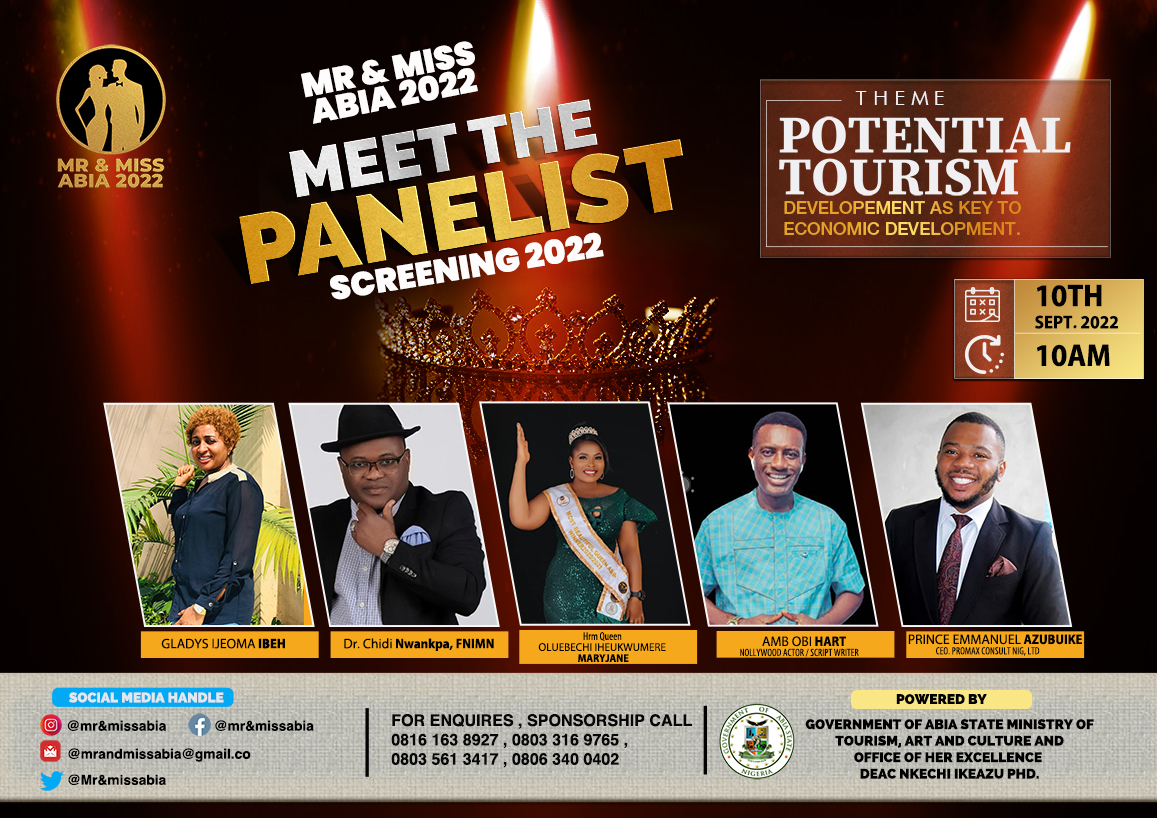 MR & MISS
ABIA 2022
MR & MISS
ABIA 2022
MEET THE
PANELIST
SCREENING 2022
THEME
POTENTIAL
TOURISM
DEVELOPEMENT AS KEY TO
ECONOMIC DEVELOPMENT.
10TH
SEPT. 2022
10AM
GLADYS IJEOMA IBEH
Dr. Chidi Nwankpa, FNIMN
Hrm Queen
OLUEBECHI IHEUKWUMERE
MARYJANE
AMB OBI HART
NOLLYWOOD ACTOR / SCRIPT WRITER
PRINCE EMMANUEL AZUBUIKE
CEO. PROMAX CONSULT NIG, LTD
SOCIAL MEDIA HANDLE
@mr&missabia
@mr&missabia
@mrandmissabia@gmail.co
@Mr&missabia
FOR ENQUIRES , SPONSORSHIP CALL
0816 163 8927 , 0803 316 9765 ,
0803 561 3417 , 0806 340 0402
GOVERNMENT OF ABIA STATE
NIGERIA
POWERED BY
GOVERNMENT OF ABIA STATE MINISTRY OF
TOURISM, ART AND CULTURE AND
OFFICE OF HER EXCELLENCE
DEAC NKECHI IKEAZU PHD.